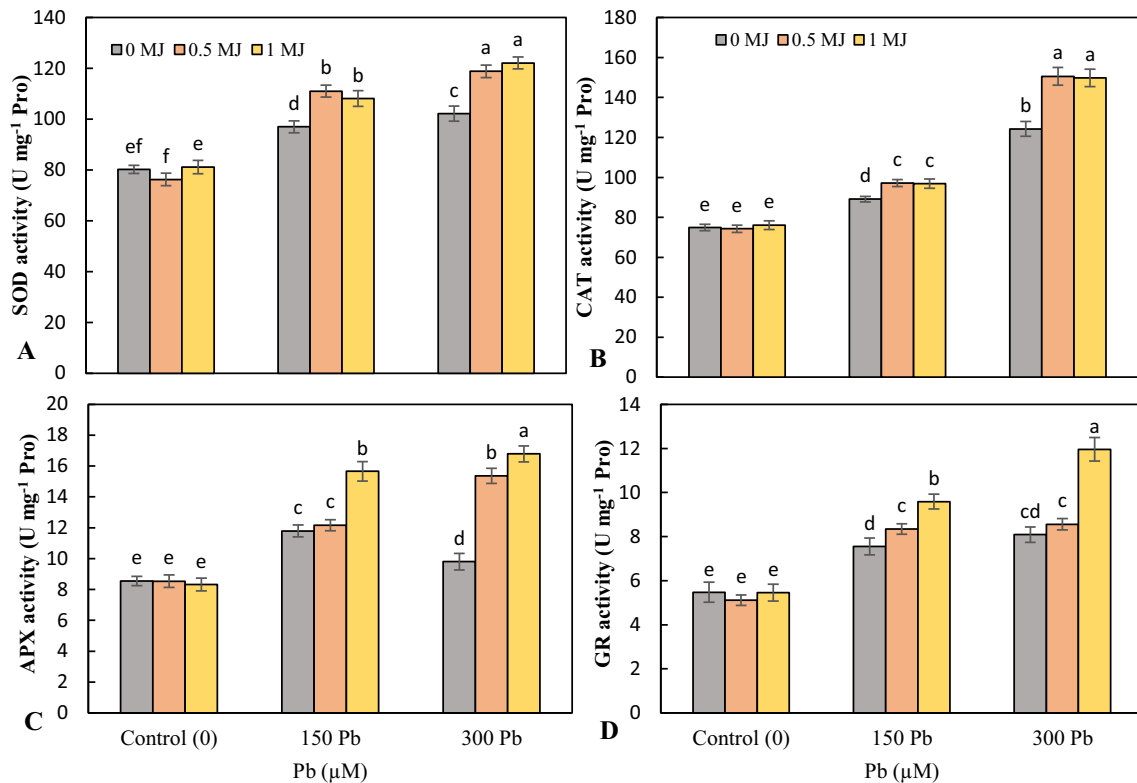 140
120
100
80
60
40
20
0
SOD activity (U mg⁻¹ Pro)
0 MJ 0.5 MJ 1 MJ
ef f e
d b b
c a a
A
180
160
140
120
100
80
60
40
20
0
CAT activity (U mg⁻¹ Pro)
0 MJ 0.5 MJ 1 MJ
e e e
d c c
b a a
B
20
18
16
14
12
10
8
6
4
2
0
APX activity (U mg⁻¹ Pro)
e e e
c c b
d b a
C
Control (0) 150 Pb 300 Pb
Pb (µM)
14
12
10
8
6
4
2
0
GR activity (U mg⁻¹ Pro)
e e e
d c b
cd c a
D
Control (0) 150 Pb 300 Pb
Pb (µM)